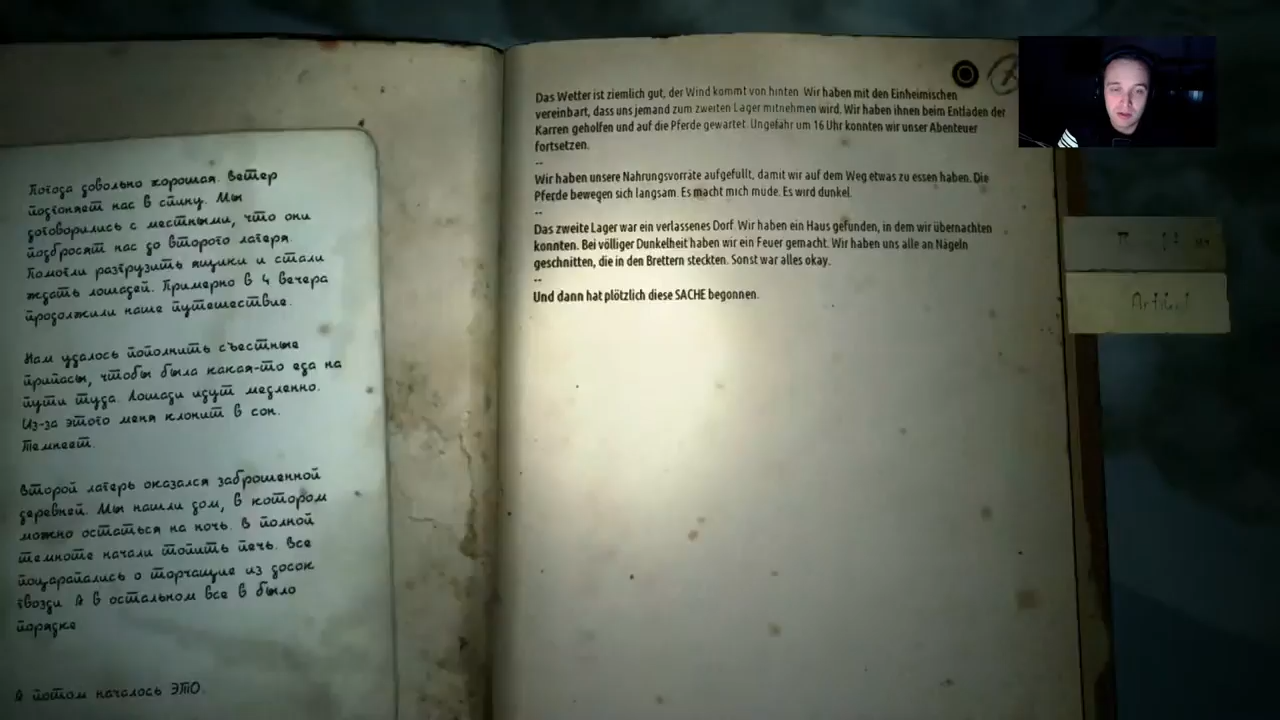 Погода довольно хорошая. Ветер
подгоняет нас в спину. Мы
договорились с местными, что они
подбросят нас до второго лагеря.
Помогли разгрузить ящики и стали
ждать лошадей. Примерно в 4 вечера
продолжили наше путешествие.
Нам удалось пополнить съестные
припасы, чтобы была какая-то еда на
пути туда. Лошади идут медленно.
Из-за этого меня клонит в сон.
Темнеет.
Второй лагерь оказался заброшенной
деревней. Мы нашли дом, в котором
можно остаться на ночь. В полной
темноте начали топить печь. Все
поцарапались о торчащие из досок
гвозди. А в остальном все в было
порядке
А потом началось ЭТО.
Das Wetter ist ziemlich gut, der Wind kommt von hinten. Wir haben mit den Einheimischen
vereinbart, dass uns jemand zum zweiten Lager mitnehmen wird. Wir haben ihnen beim Entladen der
Karren geholfen und auf die Pferde gewartet. Ungefähr um 16 Uhr konnten wir unser Abenteuer
fortsetzen.
--
Wir haben unsere Nahrungsvorräte aufgefüllt, damit wir auf dem Weg etwas zu essen haben. Die
Pferde bewegen sich langsam. Es macht mich müde. Es wird dunkel.
--
Das zweite Lager war ein verlassenes Dorf. Wir haben ein Haus gefunden, in dem wir übernachten
konnten. Bei völliger Dunkelheit haben wir ein Feuer gemacht. Wir haben uns alle an Nägeln
geschnitten, die in den Brettern steckten. Sonst war alles okay.
--
Und dann hat plötzlich diese SACHE begonnen.